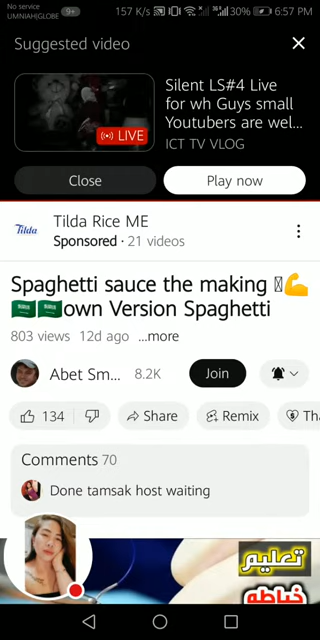 No service
9+
157 K/s
30%
6:57 PM
UMNIAH|GLOBE
Suggested video
Silent LS#4 Live
for wh Guys small
Youtubers are wel...
LIVE
ICT TV VLOG
Close
Play now
Tilda
Tilda Rice ME
Sponsored · 21 videos
Spaghetti sauce the making 💪
🇸🇦🇸🇦own Version Spaghetti
803 views 12d ago ...more
Abet Sm... 8.2K
Join
134
Share
Remix
Tha
Comments 70
Done tamsak host waiting
تعليم
خياطه